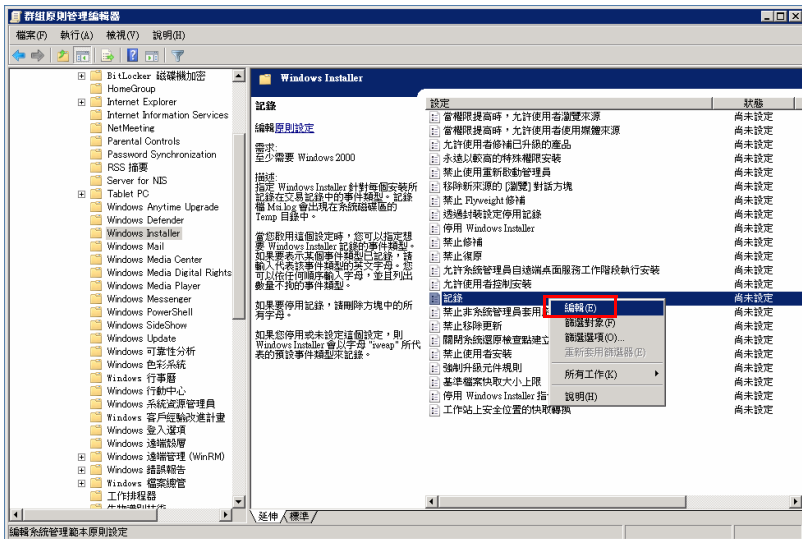 群組原則管理編輯器
檔案(F) 執行(A) 檢視(V) 說明(H)
BitLocker 磁碟機加密
HomeGroup
Internet Explorer
Internet Information Services
NetMeeting
Parental Controls
Password Synchronization
RSS 摘要
Server for NIS
Tablet PC
Windows Anytime Upgrade
Windows Defender
Windows Installer
Windows Mail
Windows Media Center
Windows Media Digital Rights
Windows Media Player
Windows Messenger
Windows PowerShell
Windows SideShow
Windows Update
Windows 可靠性分析
Windows 色彩系統
Windows 行事曆
Windows 行動中心
Windows 系統資源管理員
Windows 客戶經驗改進計畫
Windows 登入選項
Windows 遠端殼層
Windows 遠端管理 (WinRM)
Windows 錯誤報告
Windows 檔案總管
工作排程器
Windows Installer
記錄
編輯原則設定
需求:
至少需要 Windows 2000
描述:
指定 Windows Installer 針對每個安裝所
記錄在交易記錄中的事件類型。記錄
檔 Msi.log 會出現在系統磁碟區的
Temp 目錄中。
當您啟用這個設定時，您可以指定想
要 Windows Installer 記錄的事件類型。
如果要表示某個事件類型已記錄，請
輸入代表該事件類型的英文字母。您
可以依任何順序輸入字母，並且列出
數量不拘的事件類型。
如果要停用記錄，請刪除方塊中的所
有字母。
如果您停用或未設定這個設定，則
Windows Installer 會以字母 "iweap" 所代
表的預設事件類型來記錄。
設定 狀態
當權限提高時，允許使用者瀏覽來源 尚未設定
當權限提高時，允許使用者使用媒體來源 尚未設定
允許使用者修補已升級的產品 尚未設定
永遠以較高的特殊權限安裝 尚未設定
禁止使用重新啟動管理員 尚未設定
移除新來源的 [瀏覽] 對話方塊 尚未設定
禁止 Flyweight 修補 尚未設定
透過封裝設定停用記錄 尚未設定
停用 Windows Installer 尚未設定
禁止修補 尚未設定
禁止復原 尚未設定
允許系統管理員自遠端桌面服務工作階段執行安裝 尚未設定
允許使用者控制安裝 尚未設定
記錄 尚未設定
禁止非系統管理員套用 尚未設定
禁止移除更新 尚未設定
關閉系統還原檢查點建立 尚未設定
禁止使用者安裝 尚未設定
強制升級元件規則 尚未設定
基準檔案快取大小上限 尚未設定
停用 Windows Installer 指 尚未設定
工作站上安全位置的快取轉換 尚未設定
編輯(E)
篩選對象(F)
篩選選項(O)...
重新套用篩選器(E)
所有工作(K)
說明(H)
延伸 標準
編輯系統管理範本原則設定